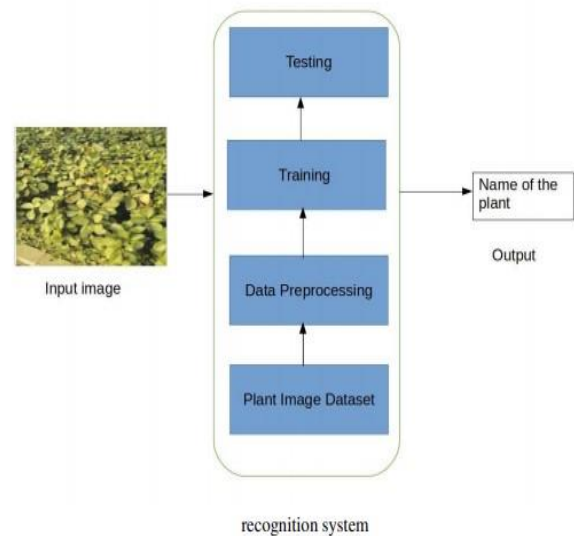 Testing
Training
Data Preprocessing
Plant Image Dataset
Input image
Name of the
plant
Output
recognition system